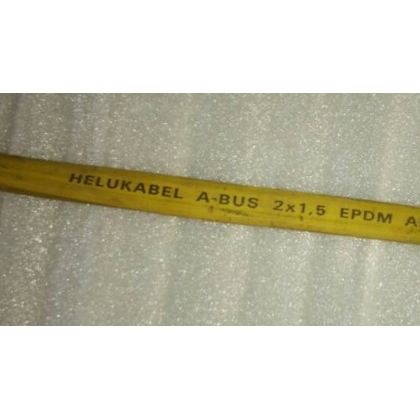 HELUKABEL A-BUS 2x1,5 EPDM A